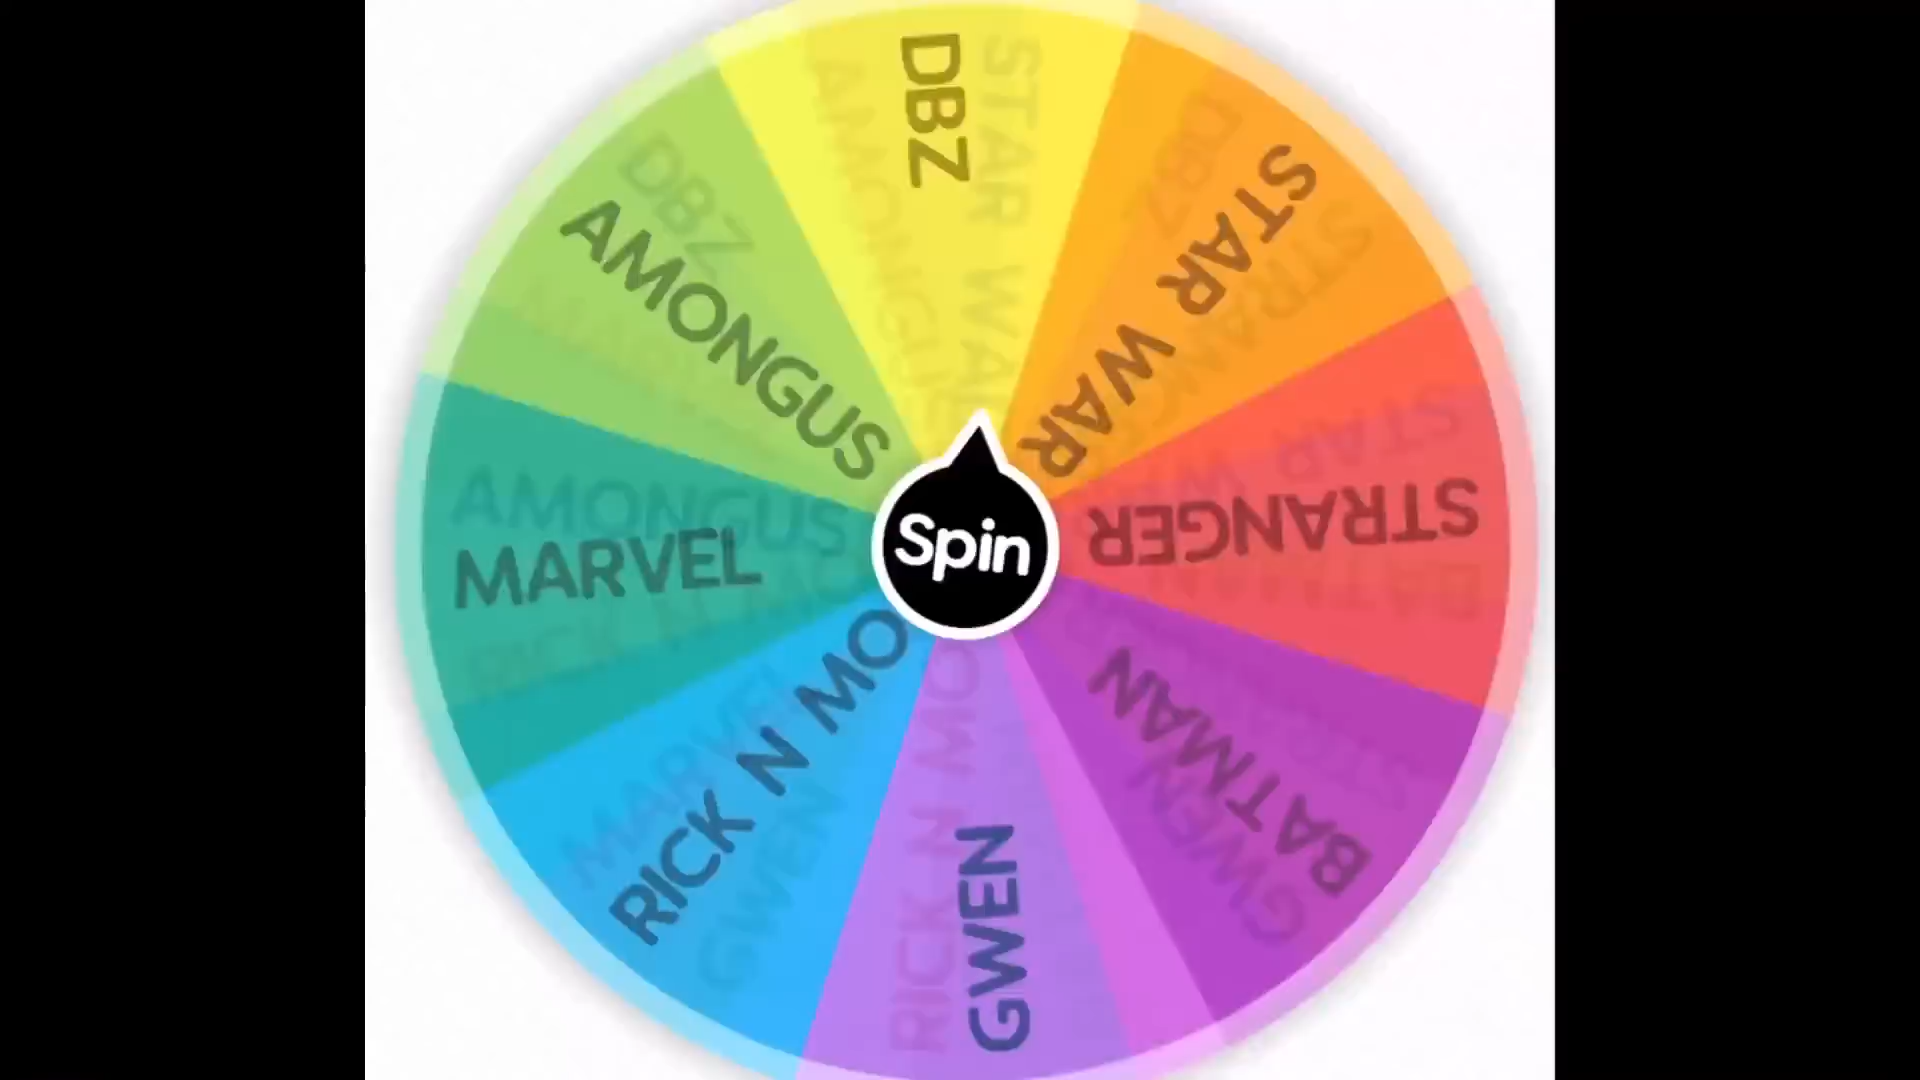 DBZ
STAR WAR
STRANGER
BATMAN
GWEN
RICK N MO
MARVEL
AMONGUS
Spin